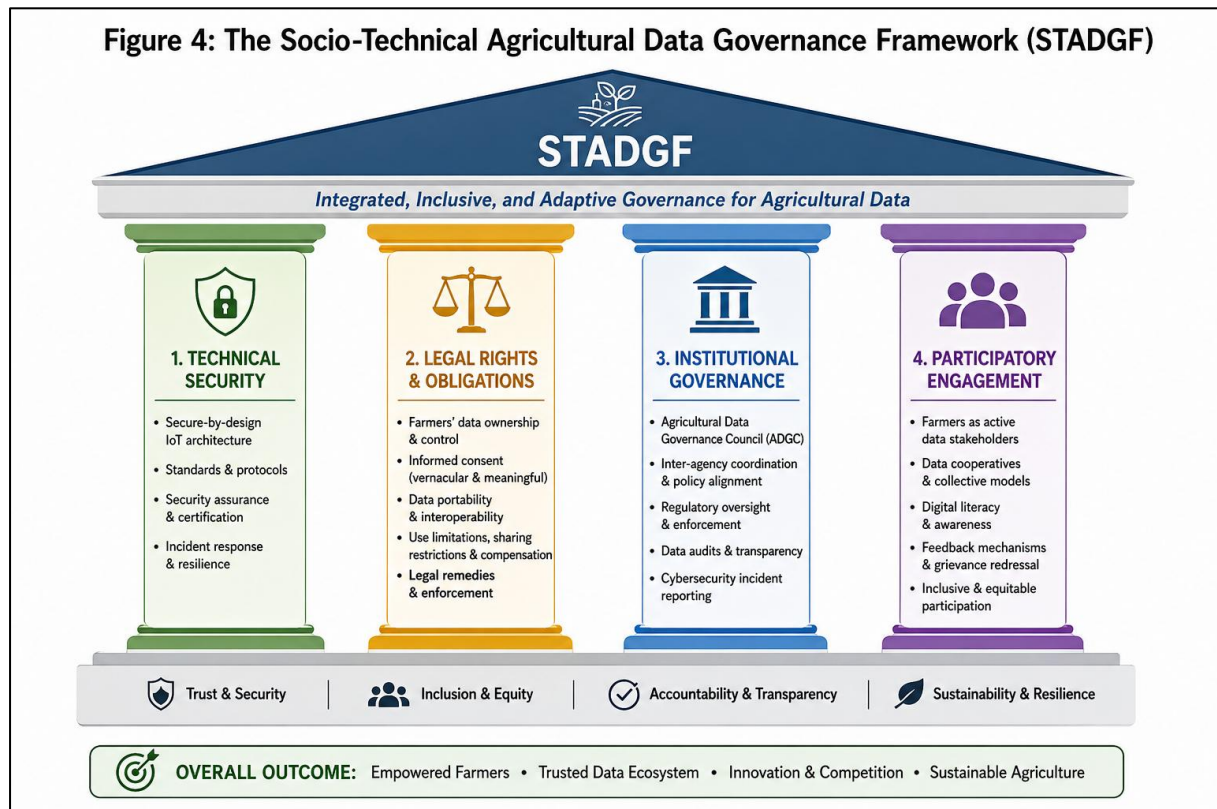 Figure 4: The Socio-Technical Agricultural Data Governance Framework (STADGF)
STADGF
Integrated, Inclusive, and Adaptive Governance for Agricultural Data
1. TECHNICAL
SECURITY
• Secure-by-design
IoT architecture
• Standards & protocols
• Security assurance
& certification
• Incident response
& resilience
2. LEGAL RIGHTS
& OBLIGATIONS
• Farmers' data ownership
& control
• Informed consent
(vernacular & meaningful)
• Data portability
& interoperability
• Use limitations, sharing
restrictions & compensation
• Legal remedies
& enforcement
3. INSTITUTIONAL
GOVERNANCE
• Agricultural Data
Governance Council (ADGC)
• Inter-agency coordination
& policy alignment
• Regulatory oversight
& enforcement
• Data audits & transparency
• Cybersecurity incident
reporting
4. PARTICIPATORY
ENGAGEMENT
• Farmers as active
data stakeholders
• Data cooperatives
& collective models
• Digital literacy
& awareness
• Feedback mechanisms
& grievance redressal
• Inclusive & equitable
participation
Trust & Security | Inclusion & Equity | Accountability & Transparency | Sustainability & Resilience
OVERALL OUTCOME: Empowered Farmers • Trusted Data Ecosystem • Innovation & Competition • Sustainable Agriculture